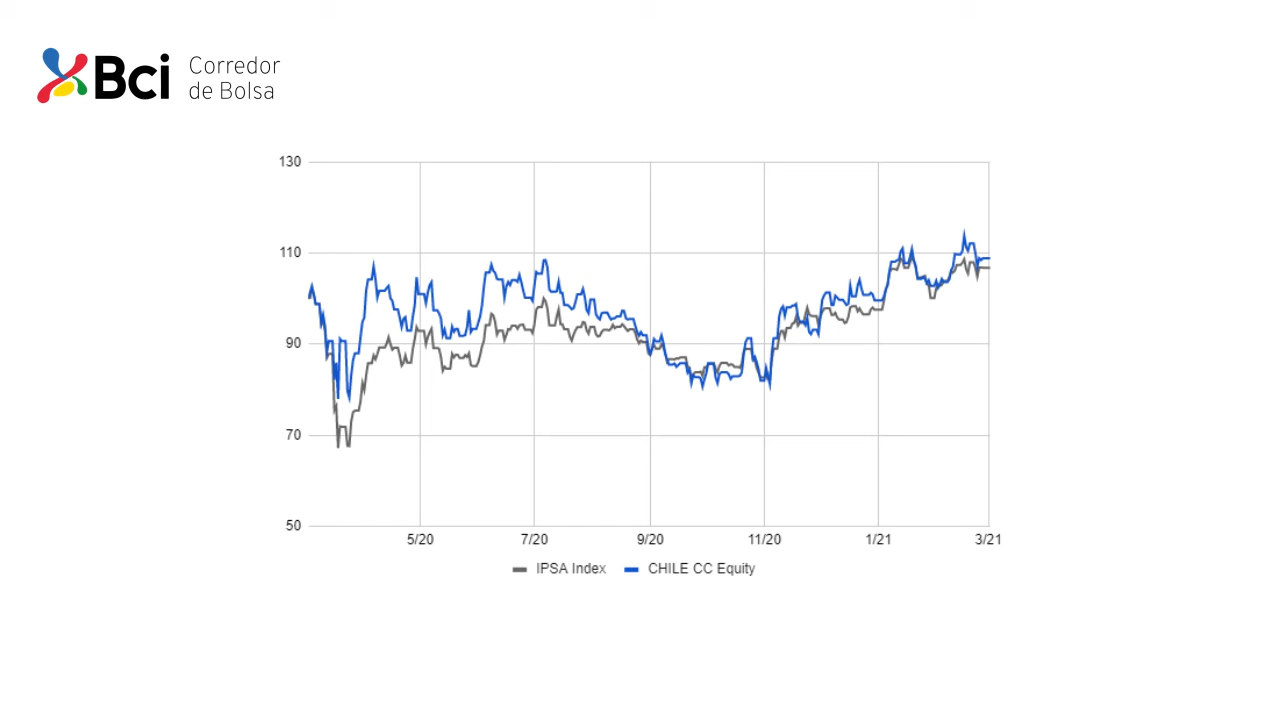 Bci Corredor
de Bolsa
130
110
90
70
50
5/20 7/20 9/20 11/20 1/21 3/21
IPSA Index CHILE CC Equity